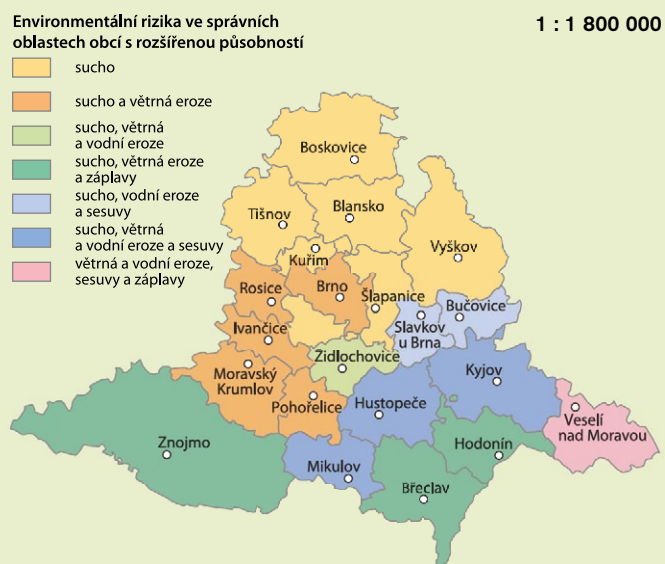 Environmentální rizika ve správních
oblastech obcí s rozšířenou působností
1 : 1 800 000
sucho
sucho a větrná eroze
sucho, větrná
a vodní eroze
sucho, větrná eroze
a záplavy
sucho, vodní eroze
a sesuvy
sucho, větrná
a vodní eroze a sesuvy
větrná a vodní eroze,
sesuvy a záplavy
Boskovice
Tišnov
Blansko
Vyškov
Kuřim
Rosice
Brno
Šlapanice
Bučovice
Ivančice
Slavkov
u Brna
Židlochovice
Moravský
Krumlov
Kyjov
Pohořelice
Hustopeče
Veselí
nad Moravou
Znojmo
Hodonín
Mikulov
Břeclav